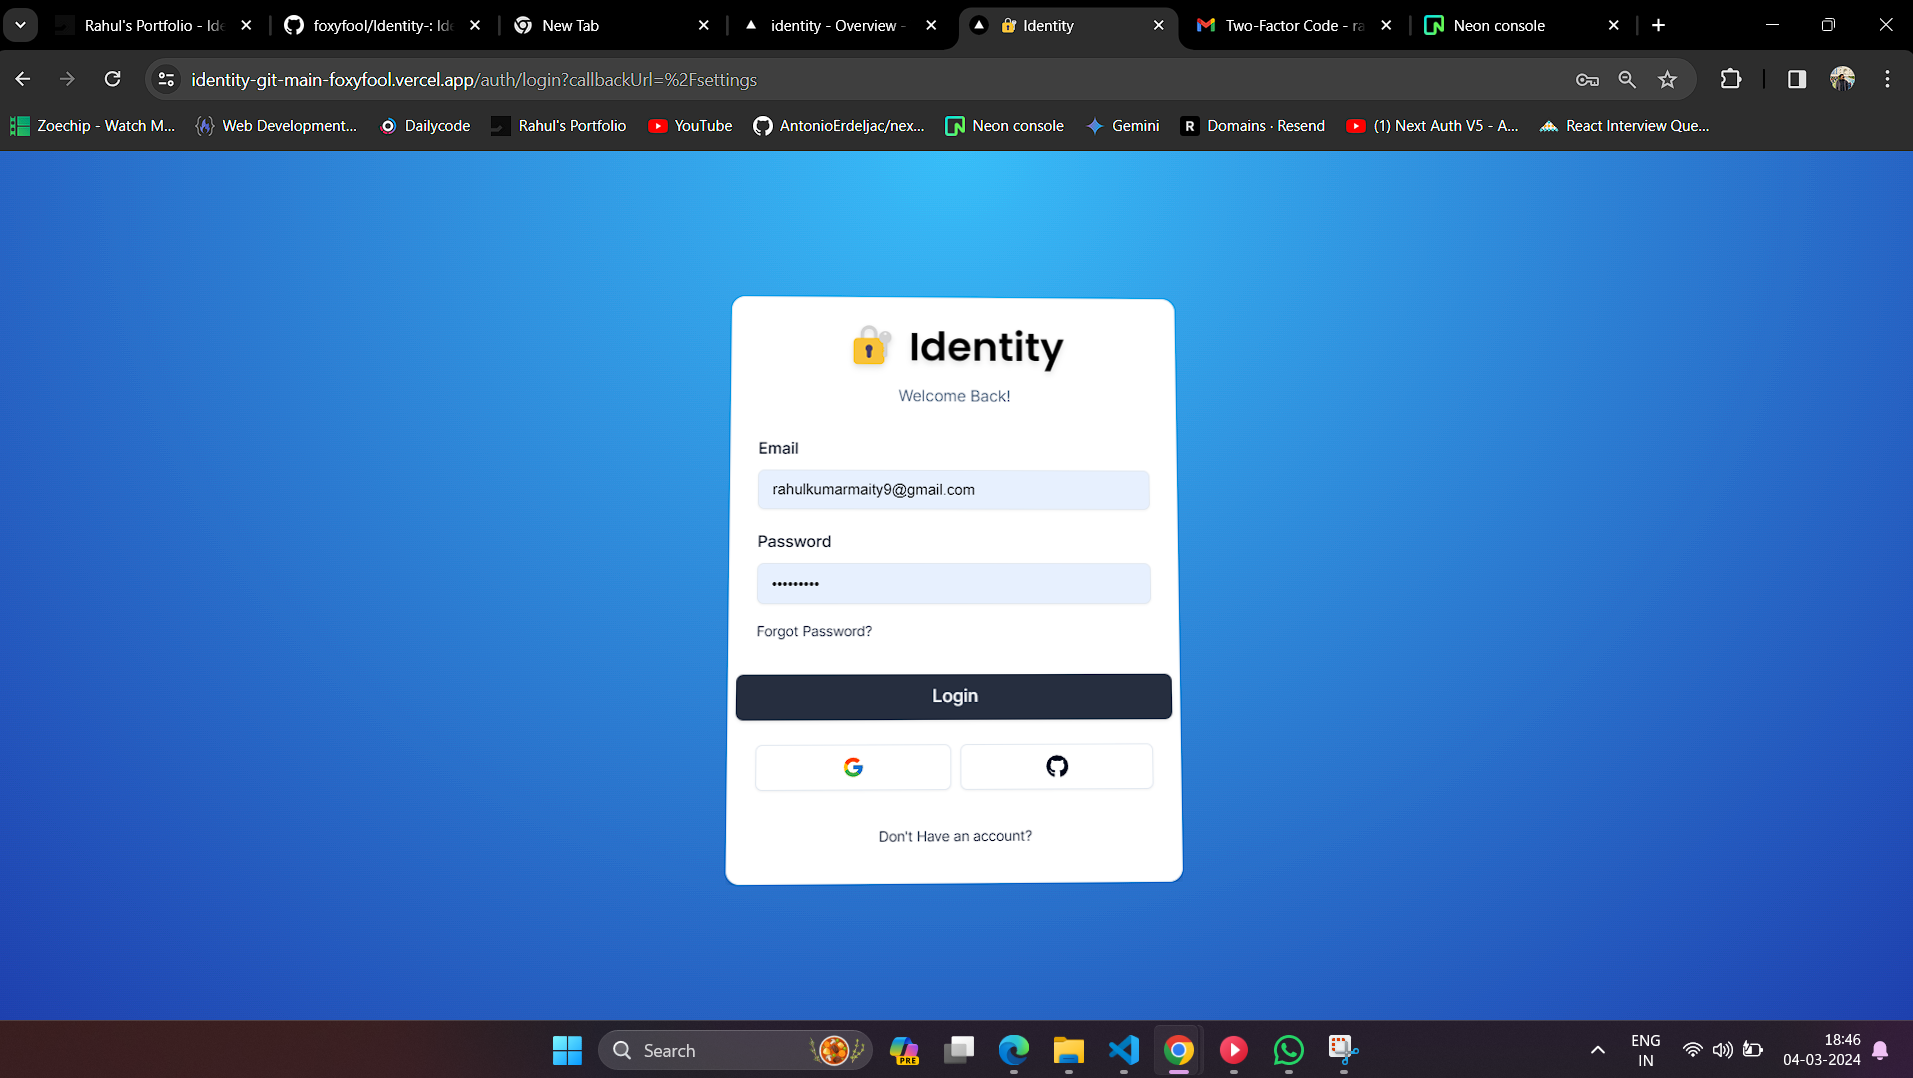 Rahul's Portfolio - Ide
foxyfool/Identity-: Ide
New Tab
identity - Overview -
Identity
Two-Factor Code - ra
Neon console
identity-git-main-foxyfool.vercel.app/auth/login?callbackUrl=%2Fsettings
Zoechip - Watch M...
Web Development...
Dailycode
Rahul's Portfolio
YouTube
AntonioErdeljac/nex...
Neon console
Gemini
R
Domains · Resend
(1) Next Auth V5 - A...
React Interview Que...
Identity
Welcome Back!
Email
rahulkumarmaity9@gmail.com
Password
•••••••••
Forgot Password?
Login
Don't Have an account?
Search
PRE
ENG
IN
18:46
04-03-2024